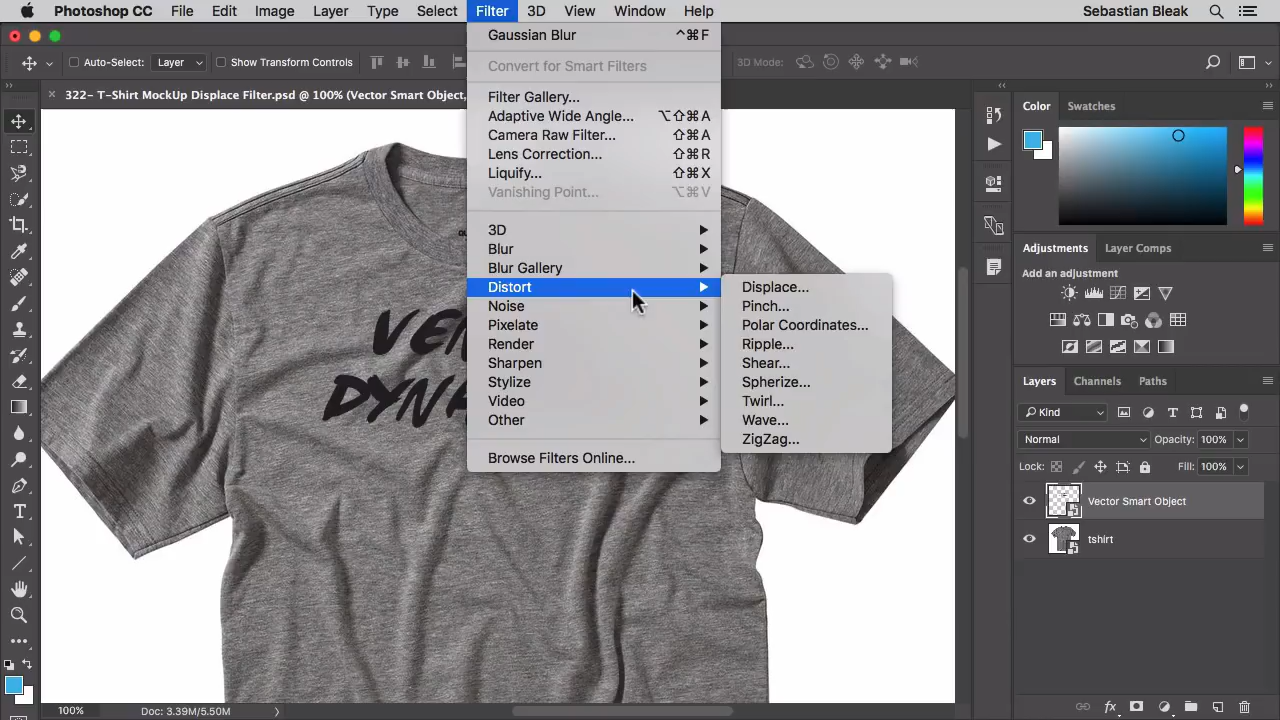 Photoshop CC File Edit Image Layer Type Select Filter 3D View Window Help Sebastian Bleak
Auto-Select: Layer Show Transform Controls 3D Mode:
322- T-Shirt MockUp Displace Filter.psd @ 100% (Vector Smart Object,
Gaussian Blur ^⌘F
Convert for Smart Filters
Filter Gallery...
Adaptive Wide Angle... ⌥⇧⌘A
Camera Raw Filter... ⇧⌘A
Lens Correction... ⇧⌘R
Liquify... ⇧⌘X
Vanishing Point... ⌥⌘V
3D
Blur
Blur Gallery
Distort
Noise
Pixelate
Render
Sharpen
Stylize
Video
Other
Browse Filters Online...
Displace...
Pinch...
Polar Coordinates...
Ripple...
Shear...
Spherize...
Twirl...
Wave...
ZigZag...
VEN
DYNA
Color Swatches
Adjustments Layer Comps
Add an adjustment
Layers Channels Paths
Kind
Normal Opacity: 100%
Lock: Fill: 100%
Vector Smart Object
tshirt
100% Doc: 3.39M/5.50M